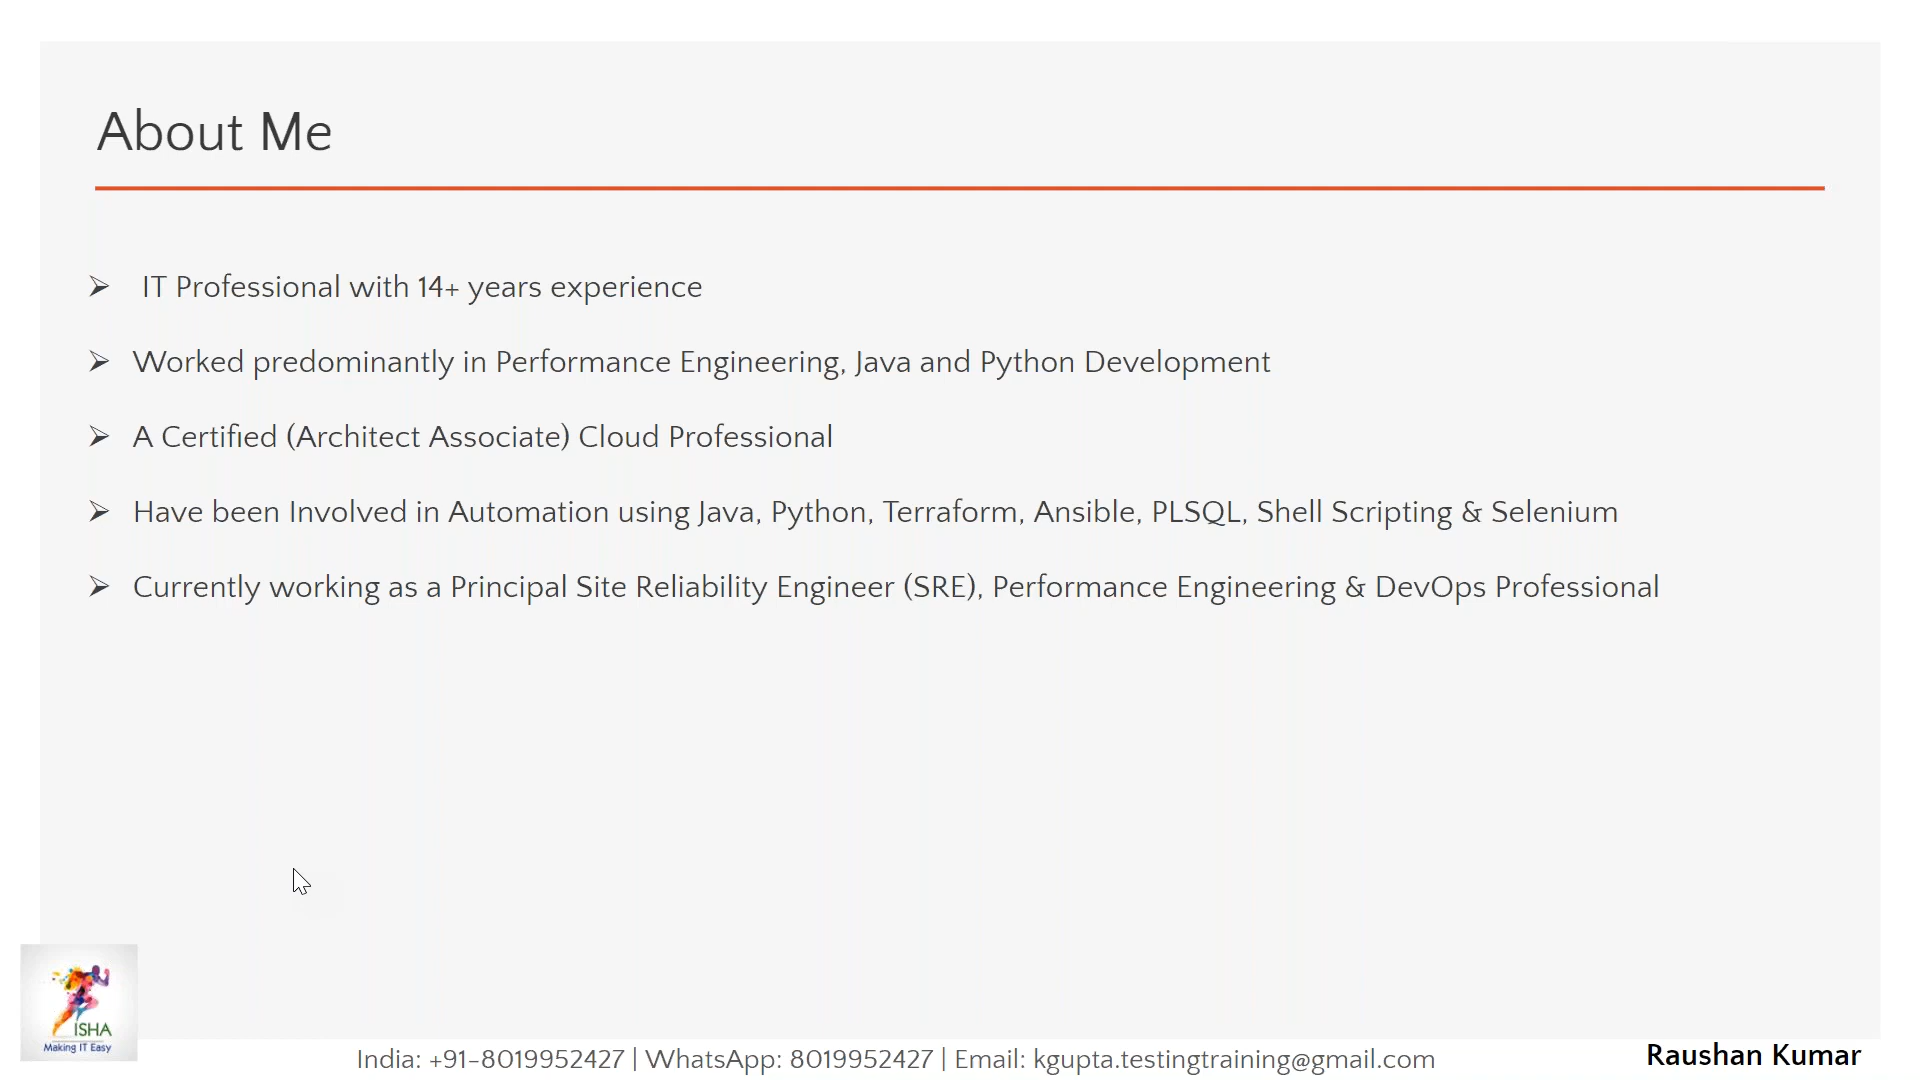 About Me
➢ IT Professional with 14+ years experience
➢ Worked predominantly in Performance Engineering, Java and Python Development
➢ A Certified (Architect Associate) Cloud Professional
➢ Have been Involved in Automation using Java, Python, Terraform, Ansible, PLSQL, Shell Scripting & Selenium
➢ Currently working as a Principal Site Reliability Engineer (SRE), Performance Engineering & DevOps Professional
ISHA
Making IT Easy
India: +91-8019952427 | WhatsApp: 8019952427 | Email: kgupta.testingtraining@gmail.com
Raushan Kumar